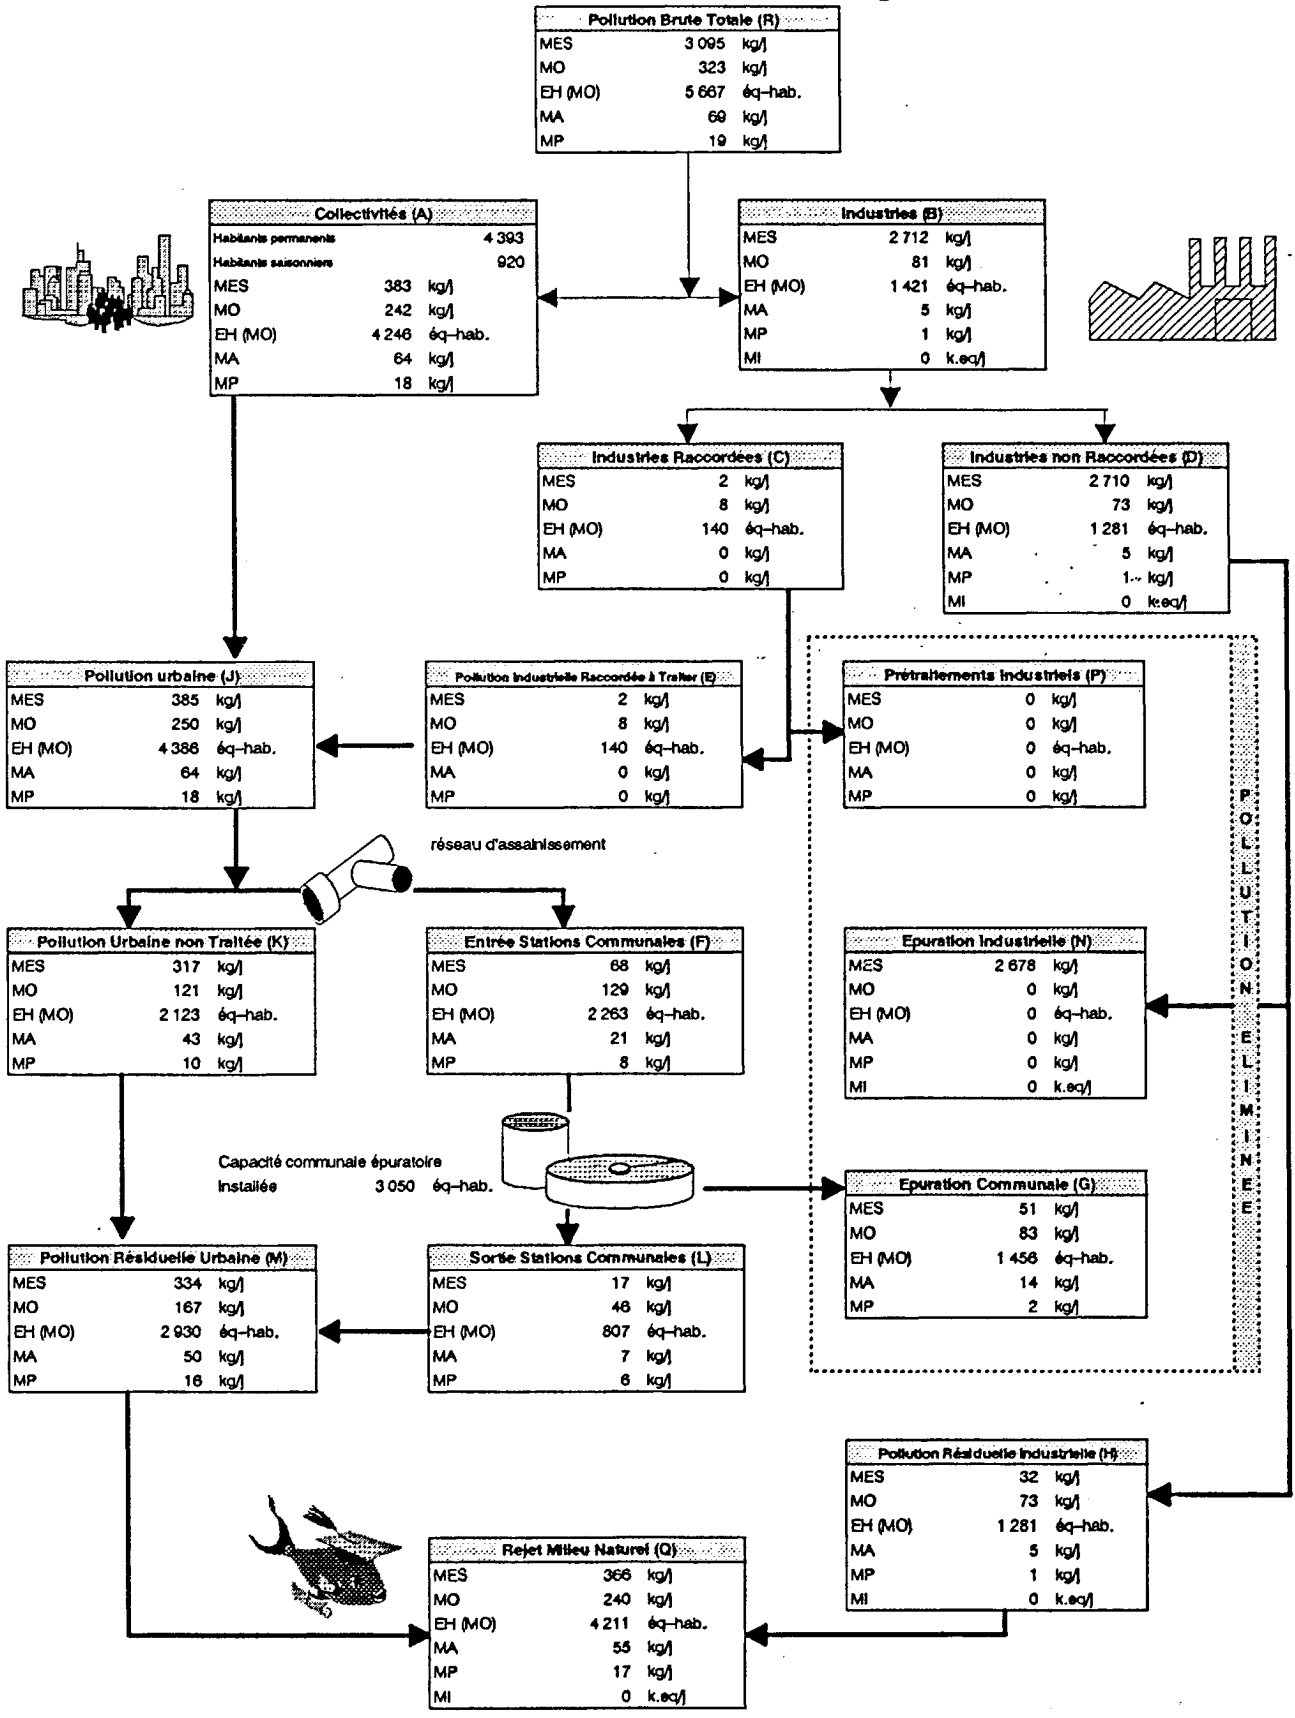 Pollution Brute Totale (R)
MES 3 095 kg/j
MO 323 kg/j
EH (MO) 5 667 éq-hab.
MA 69 kg/j
MP 19 kg/j
Collectivités (A)
Habitants permanents 4 393
Habitants saisonniers 920
MES 383 kg/j
MO 242 kg/j
EH (MO) 4 246 éq-hab.
MA 64 kg/j
MP 18 kg/j
Industries (B)
MES 2 712 kg/j
MO 81 kg/j
EH (MO) 1 421 éq-hab.
MA 5 kg/j
MP 1 kg/j
MI 0 k.eq/j
Industries Raccordées (C)
MES 2 kg/j
MO 8 kg/j
EH (MO) 140 éq-hab.
MA 0 kg/j
MP 0 kg/j
Industries non Raccordées (D)
MES 2 710 kg/j
MO 73 kg/j
EH (MO) 1 281 éq-hab.
MA 5 kg/j
MP 1 kg/j
MI 0 k.eq/j
Pollution urbaine (J)
MES 385 kg/j
MO 250 kg/j
EH (MO) 4 386 éq-hab.
MA 64 kg/j
MP 18 kg/j
Pollution Industrielle Raccordée à Traiter (E)
MES 2 kg/j
MO 8 kg/j
EH (MO) 140 éq-hab.
MA 0 kg/j
MP 0 kg/j
Prétraitements Industriels (P)
MES 0 kg/j
MO 0 kg/j
EH (MO) 0 éq-hab.
MA 0 kg/j
MP 0 kg/j
POLLUTION ELIMINEE
réseau d'assainissement
Pollution Urbaine non Traitée (K)
MES 317 kg/j
MO 121 kg/j
EH (MO) 2 123 éq-hab.
MA 43 kg/j
MP 10 kg/j
Entrée Stations Communales (F)
MES 68 kg/j
MO 129 kg/j
EH (MO) 2 263 éq-hab.
MA 21 kg/j
MP 8 kg/j
Epuration Industrielle (N)
MES 2 678 kg/j
MO 0 kg/j
EH (MO) 0 éq-hab.
MA 0 kg/j
MP 0 kg/j
MI 0 k.eq/j
Capacité communale épuratoire
Installée 3 050 éq-hab.
Epuration Communale (G)
MES 51 kg/j
MO 83 kg/j
EH (MO) 1 456 éq-hab.
MA 14 kg/j
MP 2 kg/j
Pollution Résiduelle Urbaine (M)
MES 334 kg/j
MO 167 kg/j
EH (MO) 2 930 éq-hab.
MA 50 kg/j
MP 16 kg/j
Sortie Stations Communales (L)
MES 17 kg/j
MO 46 kg/j
EH (MO) 807 éq-hab.
MA 7 kg/j
MP 6 kg/j
Pollution Résiduelle Industrielle (H)
MES 32 kg/j
MO 73 kg/j
EH (MO) 1 281 éq-hab.
MA 5 kg/j
MP 1 kg/j
MI 0 k.eq/j
Rejet Milieu Naturel (Q)
MES 366 kg/j
MO 240 kg/j
EH (MO) 4 211 éq-hab.
MA 55 kg/j
MP 17 kg/j
MI 0 k.eq/j